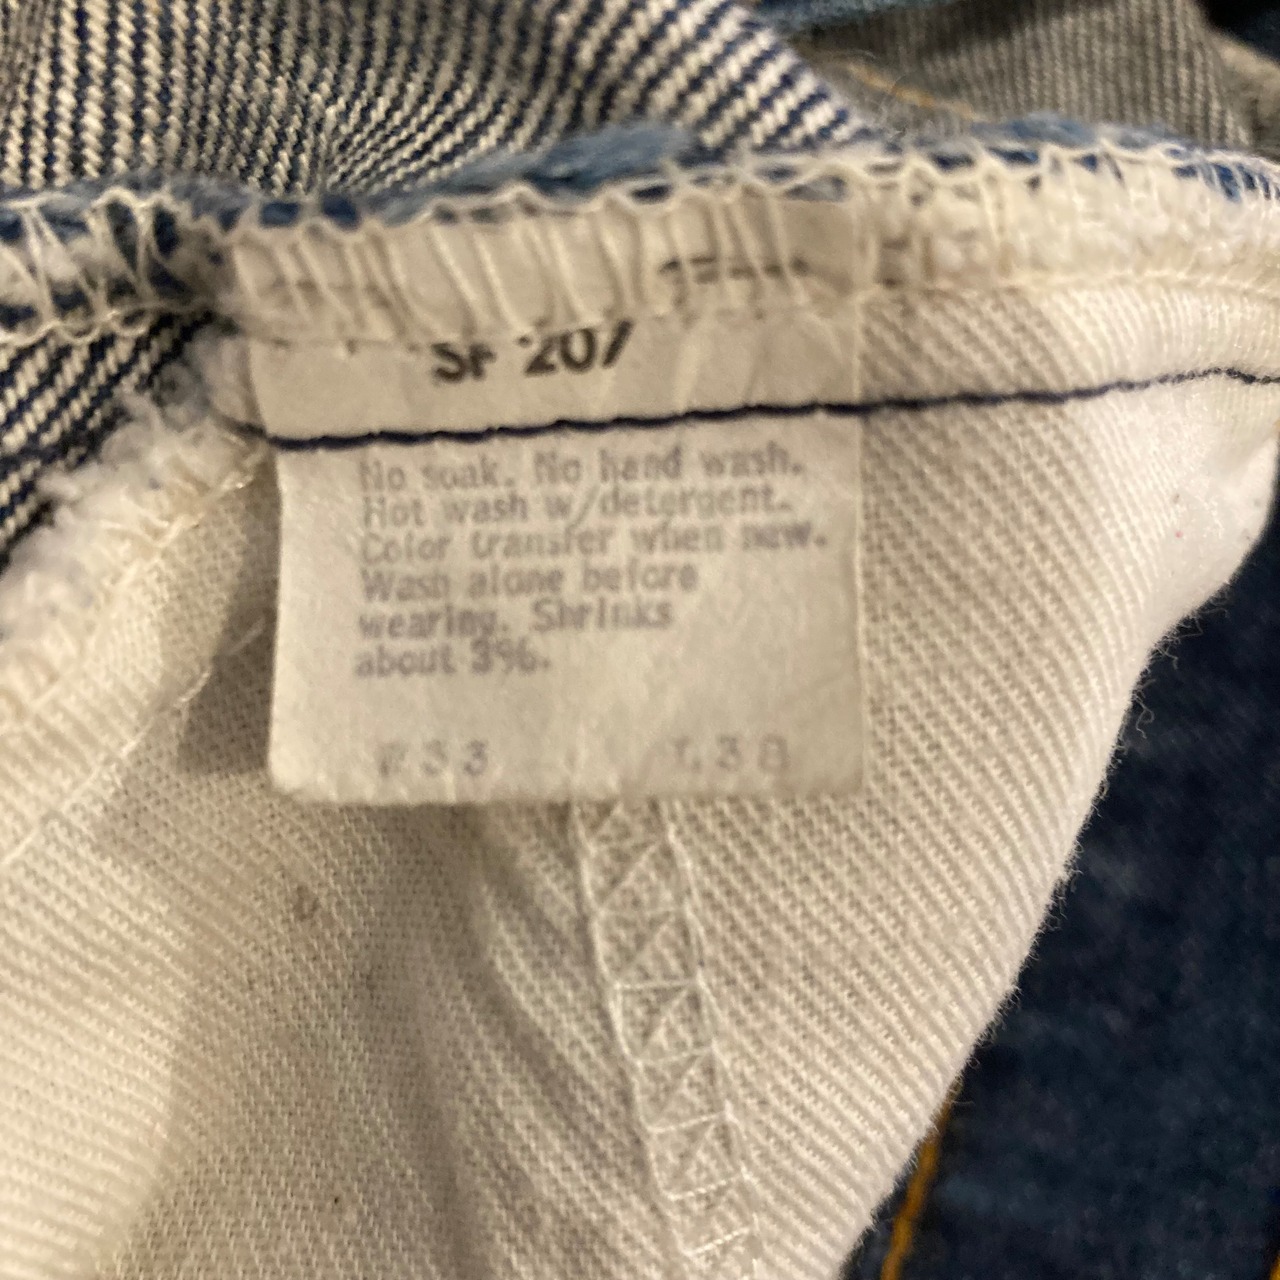 SF 207
No soak. No hand wash.
Hot wash w/detergent.
Color transfer when new.
Wash alone before
wearing. Shrinks
about 3%.
W33 L38